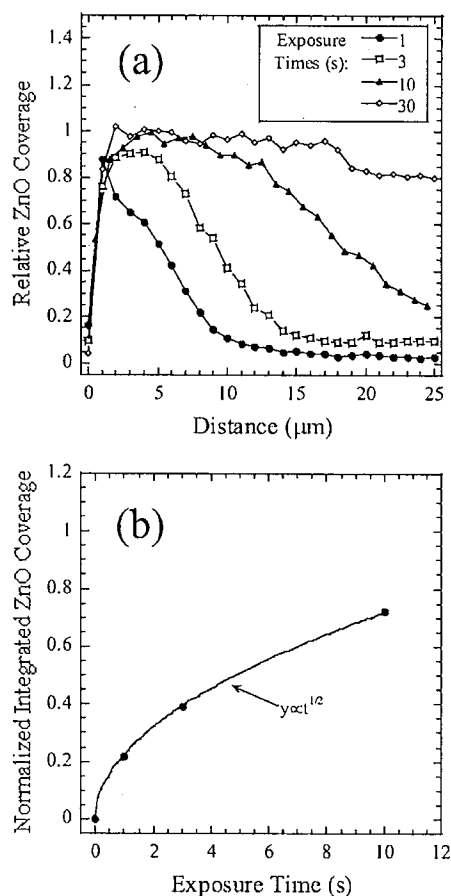 (a)
Exposure
Times (s):
1
3
10
30
1.4
1.2
1
0.8
0.6
0.4
0.2
0
Relative ZnO Coverage
0 5 10 15 20 25
Distance (μm)
(b)
1.2
1
0.8
0.6
0.4
0.2
0
Normalized Integrated ZnO Coverage
y∝t^1/2
0 2 4 6 8 10 12
Exposure Time (s)